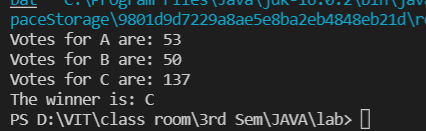 paceStorage\9801d9d7229a8ae5e8ba2eb4848eb21d\r
Votes for A are: 53
Votes for B are: 50
Votes for C are: 137
The winner is: C
PS D:\VIT\class room\3rd Sem\JAVA\lab>